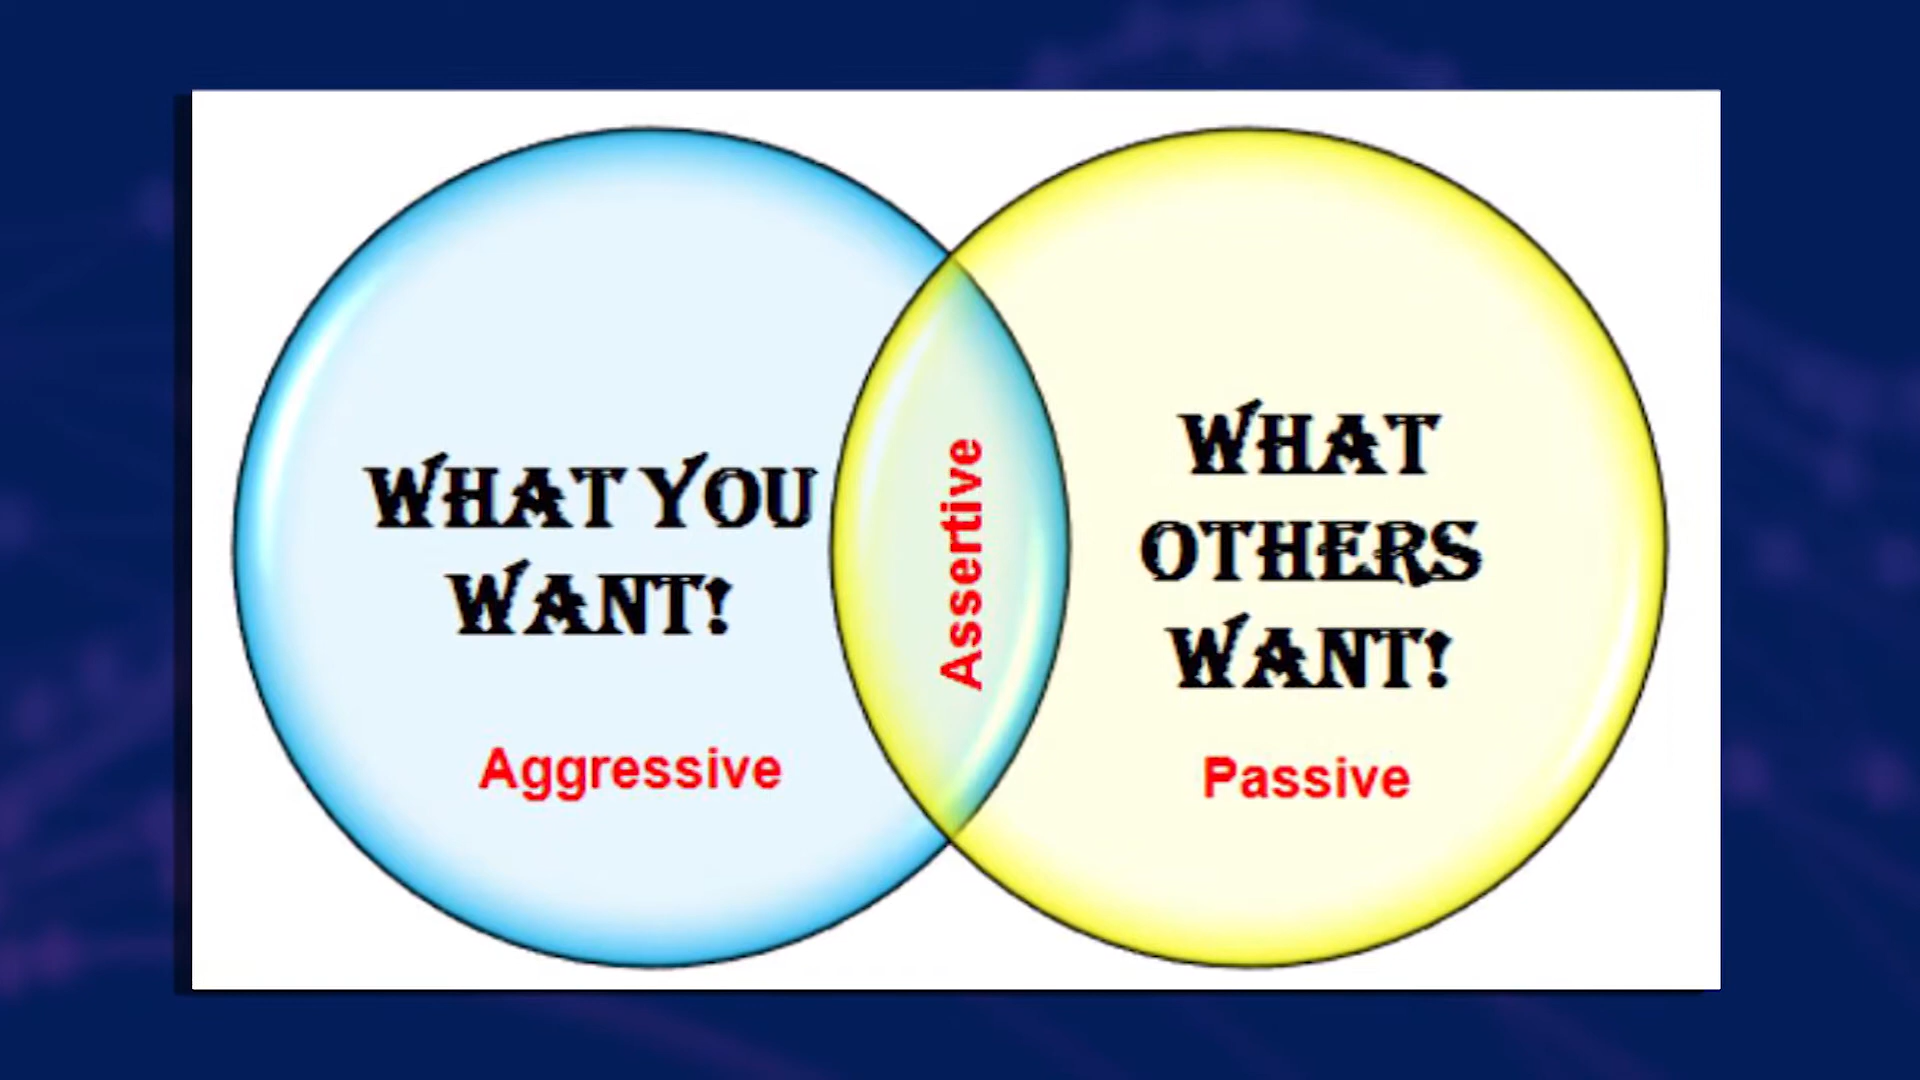 WHAT YOU
WANT!
Aggressive
Assertive
WHAT
OTHERS
WANT!
Passive